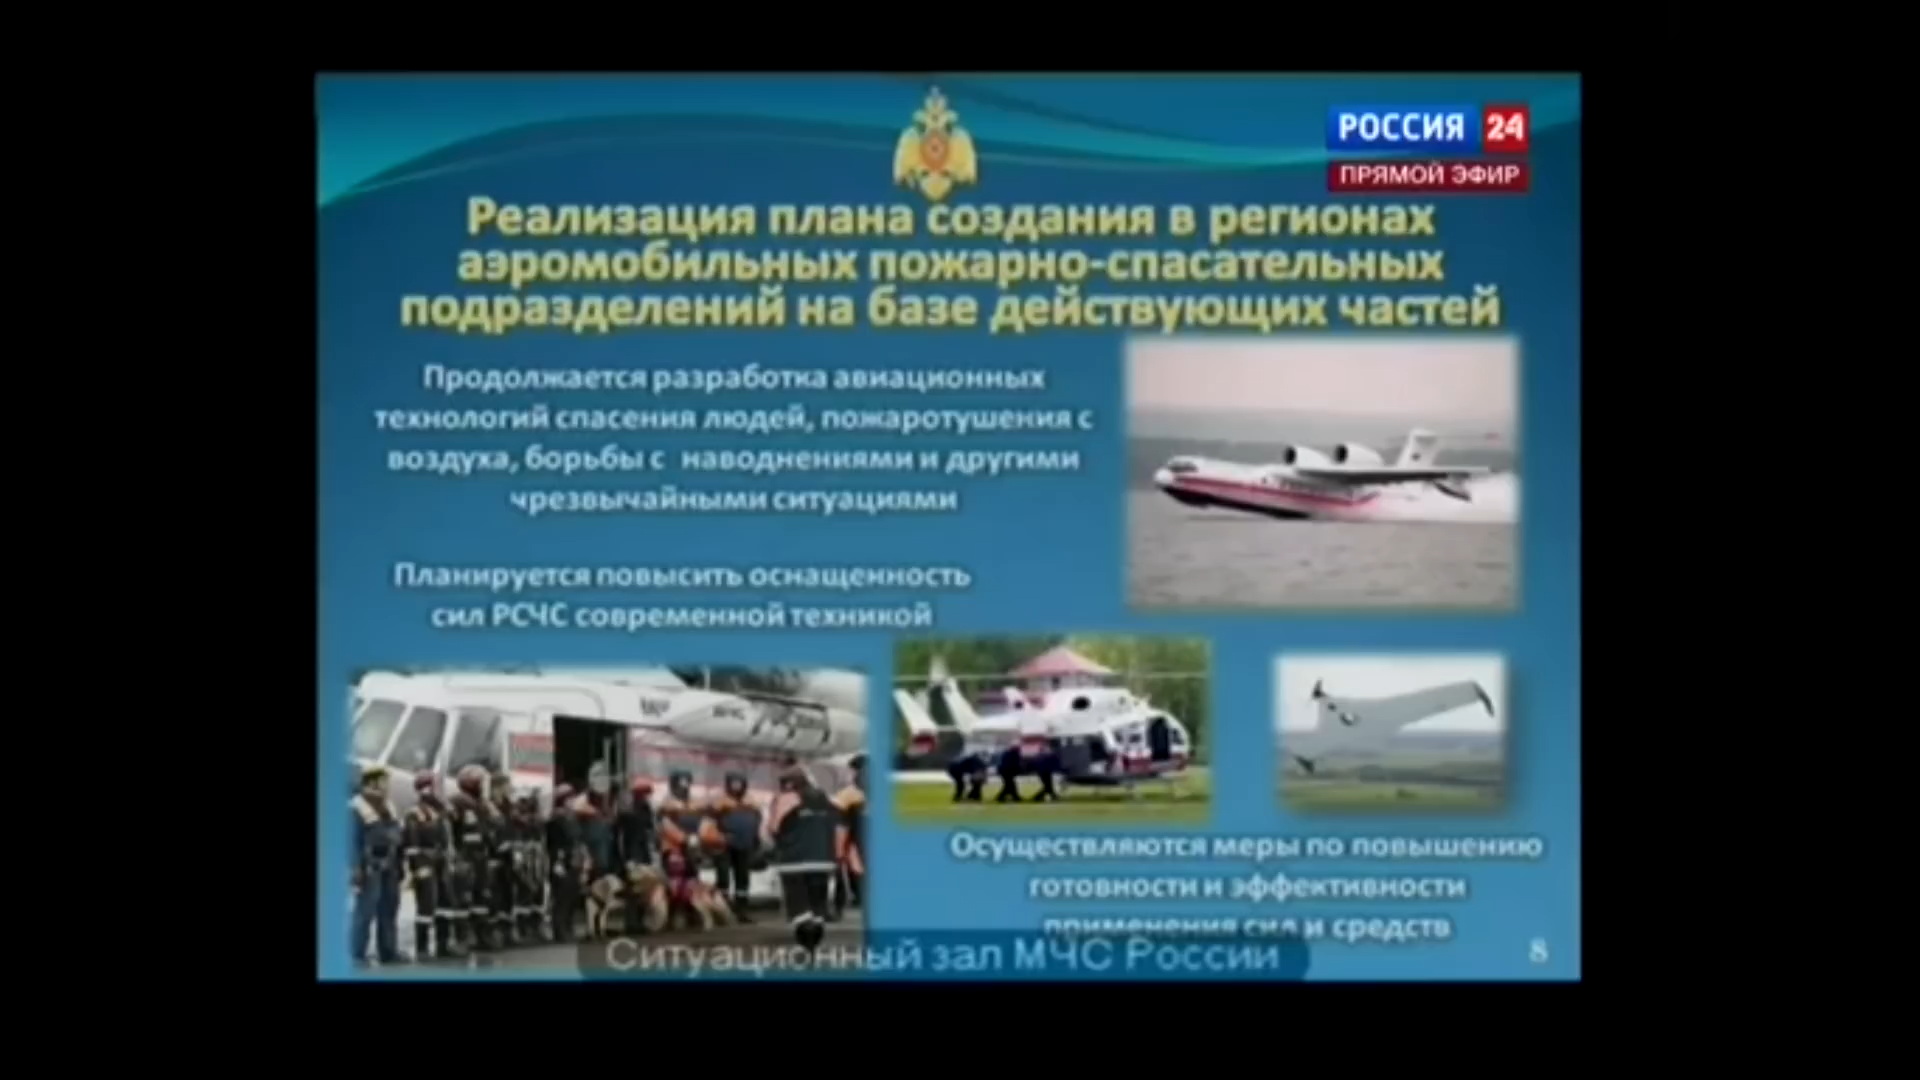 РОССИЯ 24
ПРЯМОЙ ЭФИР
Реализация плана создания в регионах
аэромобильных пожарно-спасательных
подразделений на базе действующих частей
Продолжается разработка авиационных
технологий спасения людей, пожаротушения с
воздуха, борьбы с наводнениями и другими
чрезвычайными ситуациями
Планируется повысить оснащенность
сил РСЧС современной техникой
Осуществляются меры по повышению
готовности и эффективности
применения сил и средств
Ситуационный зал МЧС России
8